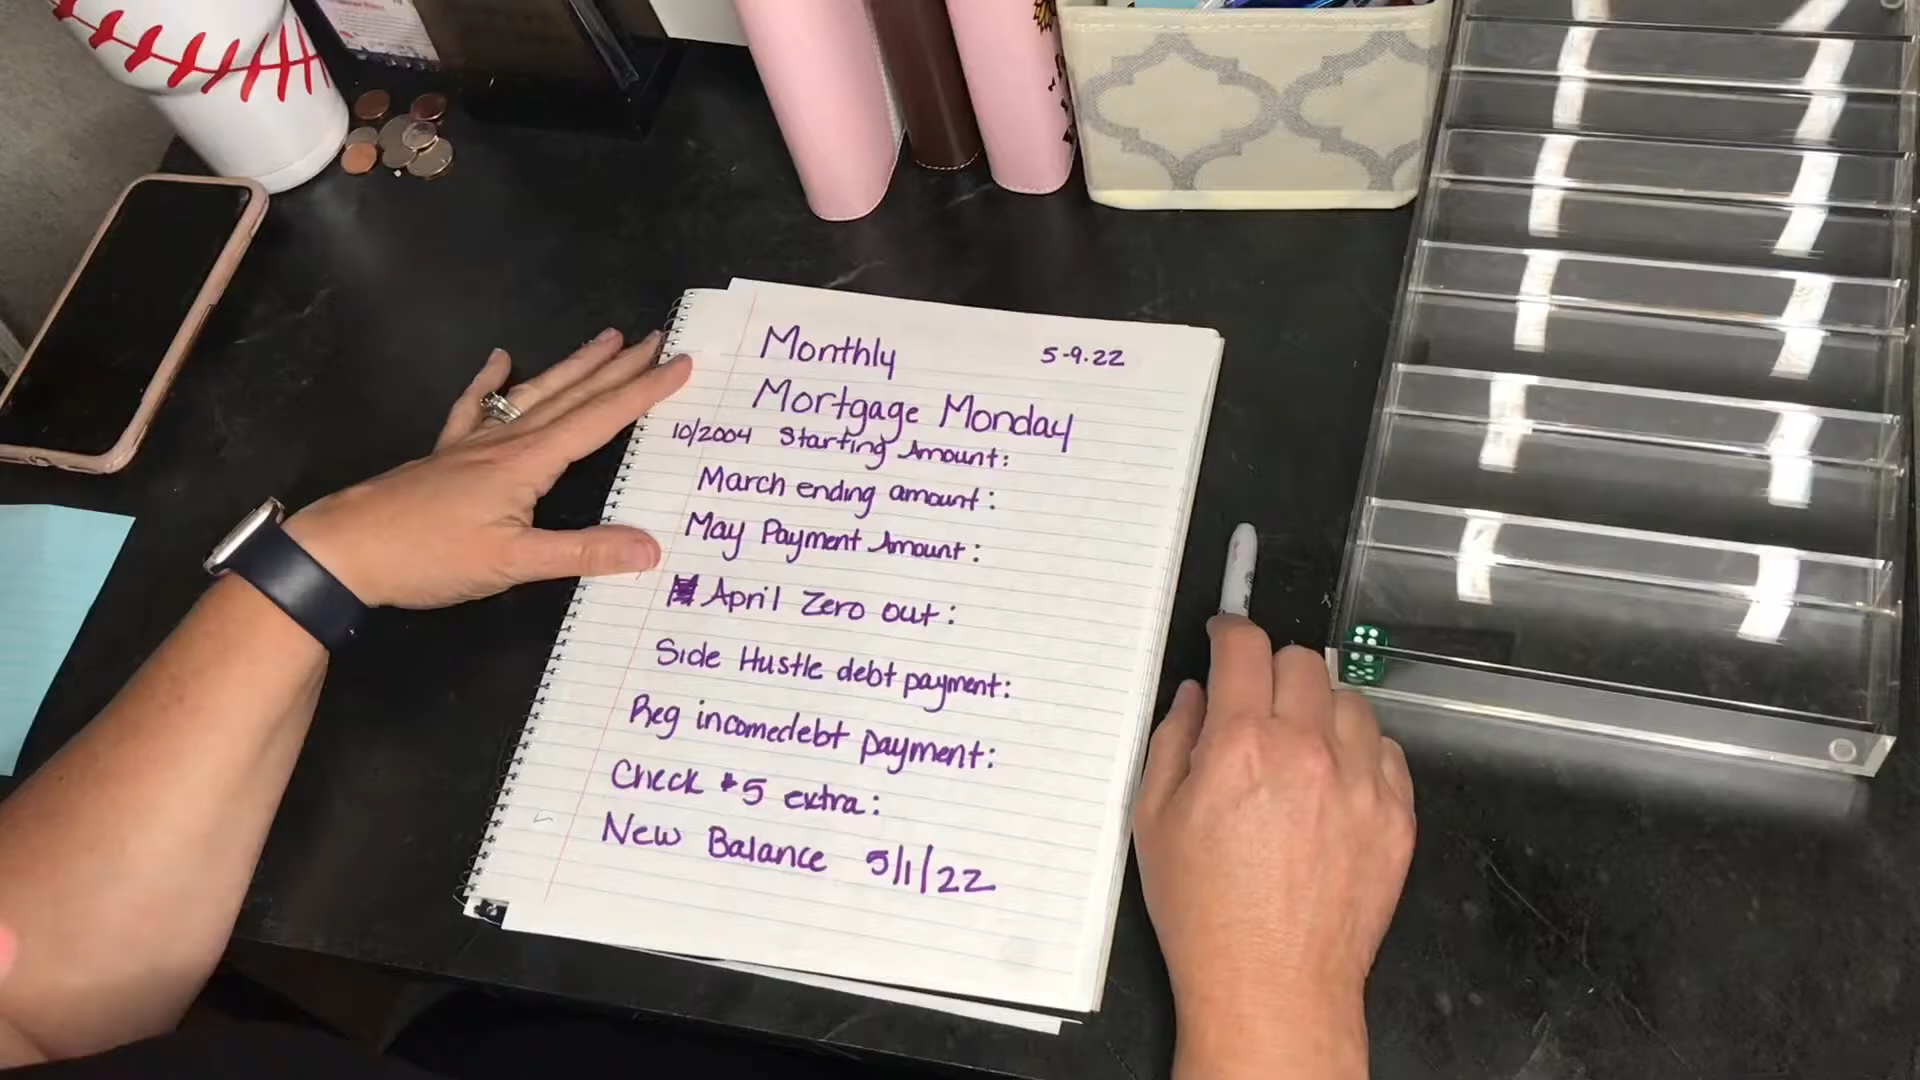 Monthly 5-9.22
Mortgage Monday
10/2004 Starting Amount:
March ending amount:
May Payment Amount:
April Zero out:
Side Hustle debt payment:
Reg incomedebt payment:
Check #5 extra:
New Balance 5/1/22